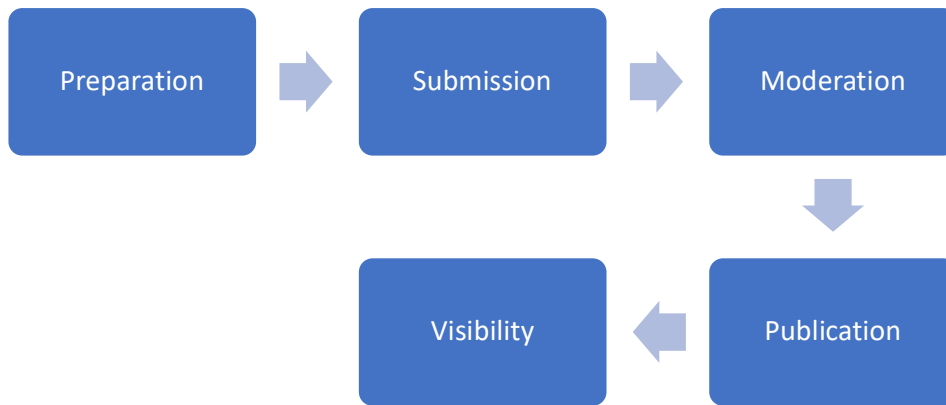 Preparation
Submission
Moderation
Publication
Visibility